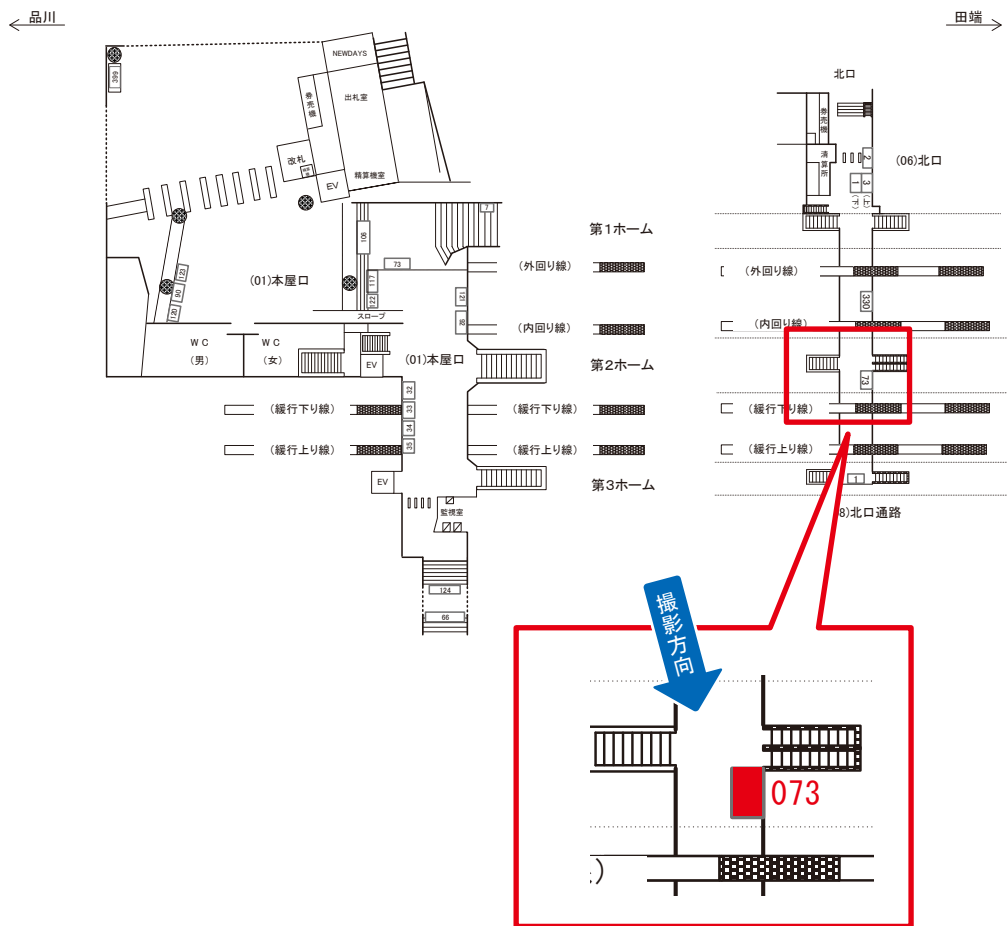 品川
田端
399
NEWDAYS
出札室
券売機
改札
精算機室
EV
7
106
73
117
122
スロープ
(01)本屋口
123
90
120
121
92
WC
(男)
WC
(女)
EV
(01)本屋口
第1ホーム
(外回り線)
(内回り線)
第2ホーム
32
33
34
35
(緩行下り線)
(緩行上り線)
(緩行下り線)
(緩行上り線)
第3ホーム
EV
監視室
124
66
北口
券売機
清算所
2
(06)北口
1
3
(下)
(上)
(外回り線)
330
(内回り線)
73
(緩行下り線)
(緩行上り線)
1
8)北口通路
撮影方向
073
)